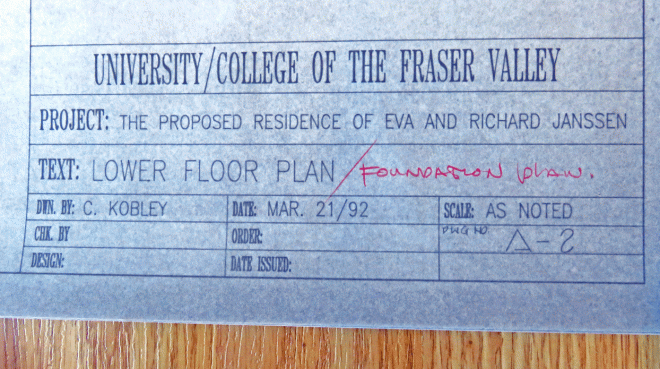 UNIVERSITY/COLLEGE OF THE FRASER VALLEY
PROJECT: THE PROPOSED RESIDENCE OF EVA AND RICHARD JANSSEN
TEXT: LOWER FLOOR PLAN / FOUNDATION PLAN.
DWN. BY: C. KOBLEY DATE: MAR. 21/92 SCALE: AS NOTED
CHK. BY ORDER: DWG NO. A-2
DESIGN: DATE ISSUED: